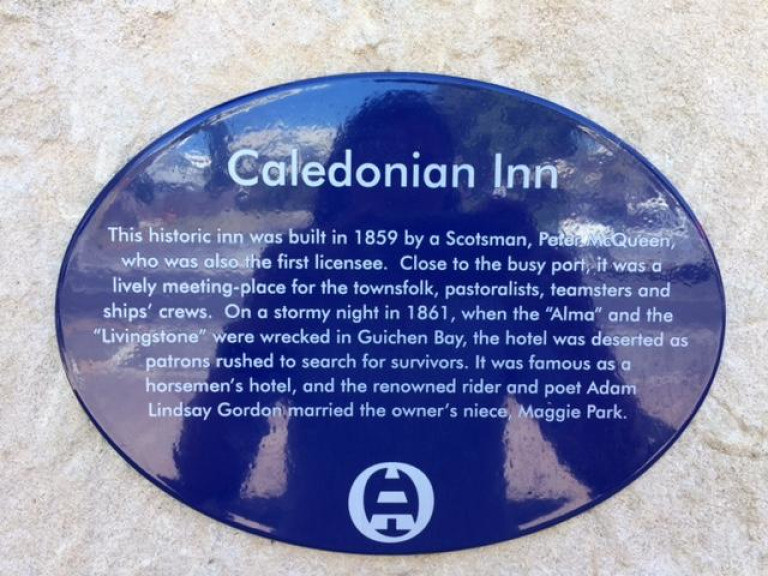 Caledonian Inn
This historic inn was built in 1859 by a Scotsman, Peter McQueen,
who was also the first licensee. Close to the busy port, it was a
lively meeting-place for the townsfolk, pastoralists, teamsters and
ships' crews. On a stormy night in 1861, when the "Alma" and the
"Livingstone" were wrecked in Guichen Bay, the hotel was deserted as
patrons rushed to search for survivors. It was famous as a
horsemen's hotel, and the renowned rider and poet Adam
Lindsay Gordon married the owner's niece, Maggie Park.